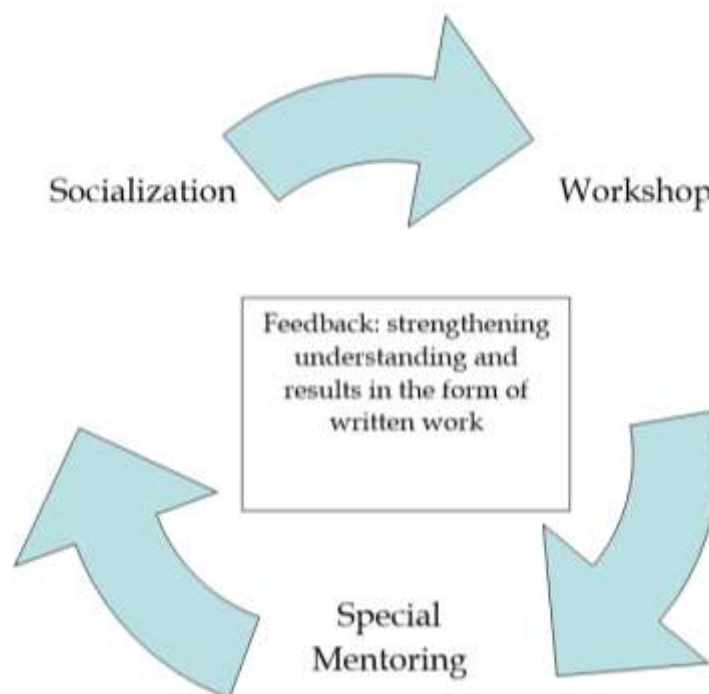 Socialization
Workshop
Feedback: strengthening
understanding and
results in the form of
written work
Special
Mentoring